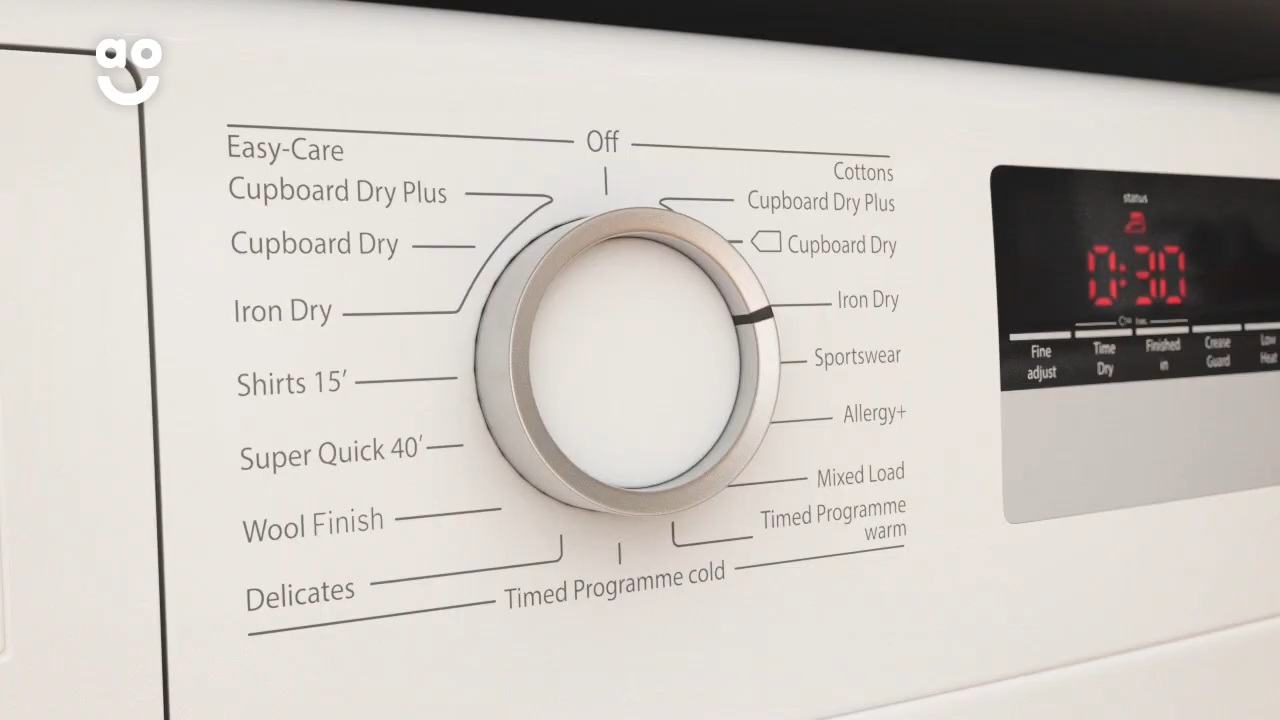 ao
Off
Easy-Care
Cupboard Dry Plus
Cupboard Dry
Iron Dry
Shirts 15′
Super Quick 40′
Wool Finish
Delicates
Timed Programme cold
Cottons
Cupboard Dry Plus
Cupboard Dry
Iron Dry
Sportswear
Allergy+
Mixed Load
Timed Programme
warm
status
0:30
Fine
adjust
Time
Dry
Finished
in
Crease
Guard
Low
Heat